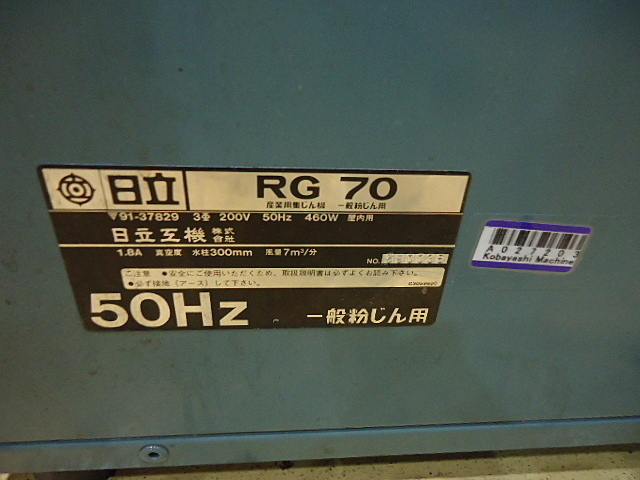 日立
RG 70
産業用集じん機 一般粉じん用
▽91-37829 3相 200V 50Hz 460W 屋内用
日立工機 株式會社
1.8A 真空度 水柱300mm 風量7m³/分
NO.
ご注意 ●安全にご使用いただくため、取扱説明書は必ずよくお読み下さい。
●必ず接地（アース）して下さい。
50Hz 一般粉じん用
A027203
Kobayashi Machine